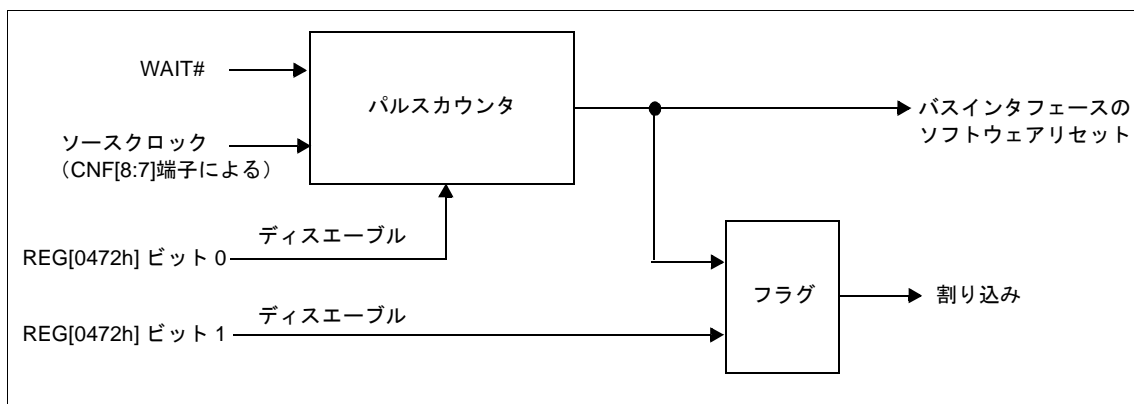 WAIT#
パルスカウンタ
バスインタフェースの
ソフトウェアリセット
ソースクロック
（CNF[8:7]端子による）
ディスエーブル
REG[0472h] ビット 0
フラグ
割り込み
ディスエーブル
REG[0472h] ビット 1